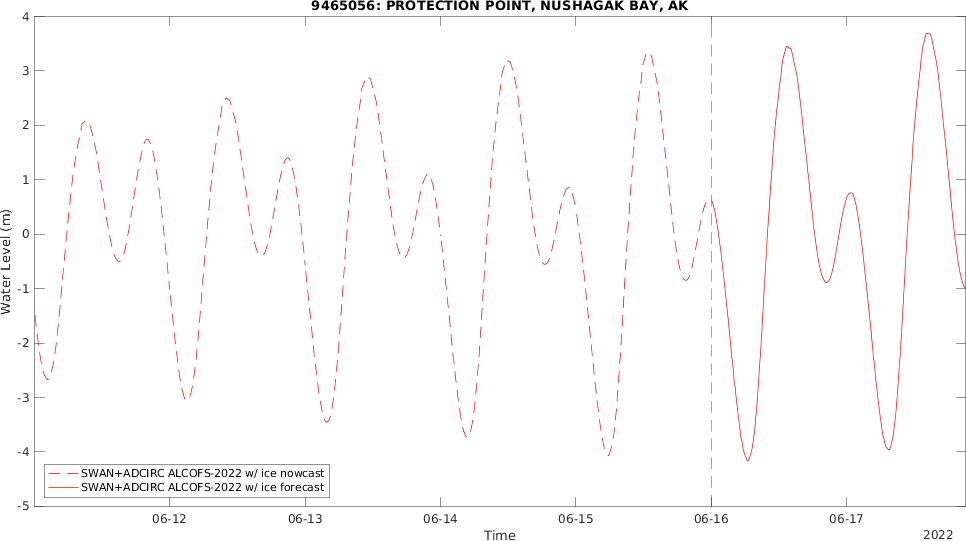 9465056: PROTECTION POINT, NUSHAGAK BAY, AK
Water Level (m)
4
3
2
1
0
-1
-2
-3
-4
-5
SWAN+ADCIRC ALCOFS-2022 w/ ice nowcast
SWAN+ADCIRC ALCOFS-2022 w/ ice forecast
06-12 06-13 06-14 06-15 06-16 06-17
Time
2022